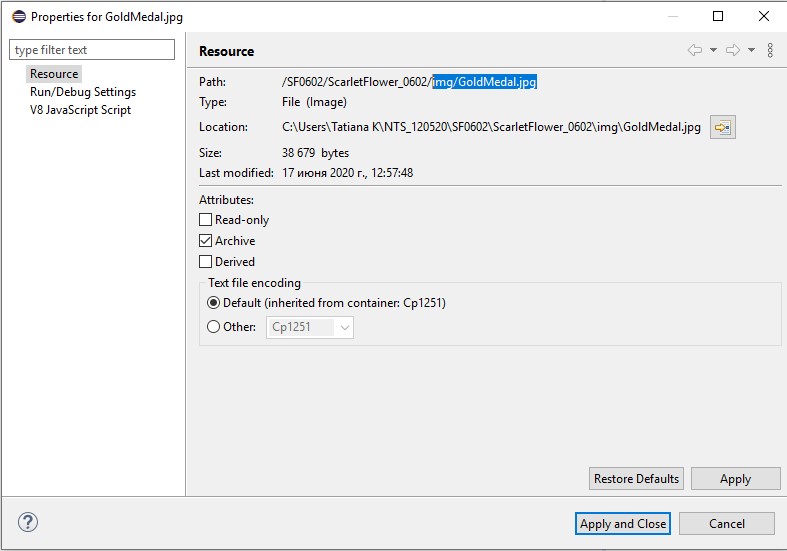 Properties for GoldMedal.jpg
type filter text
Resource
Run/Debug Settings
V8 JavaScript Script
Resource
Path: /SF0602/ScarletFlower_0602/img/GoldMedal.jpg
Type: File (Image)
Location: C:\Users\Tatiana K\NTS_120520\SF0602\ScarletFlower_0602\img\GoldMedal.jpg
Size: 38 679 bytes
Last modified: 17 июня 2020 г., 12:57:48
Attributes:
Read-only
Archive
Derived
Text file encoding
Default (inherited from container: Cp1251)
Other: Cp1251
Restore Defaults Apply
? Apply and Close Cancel